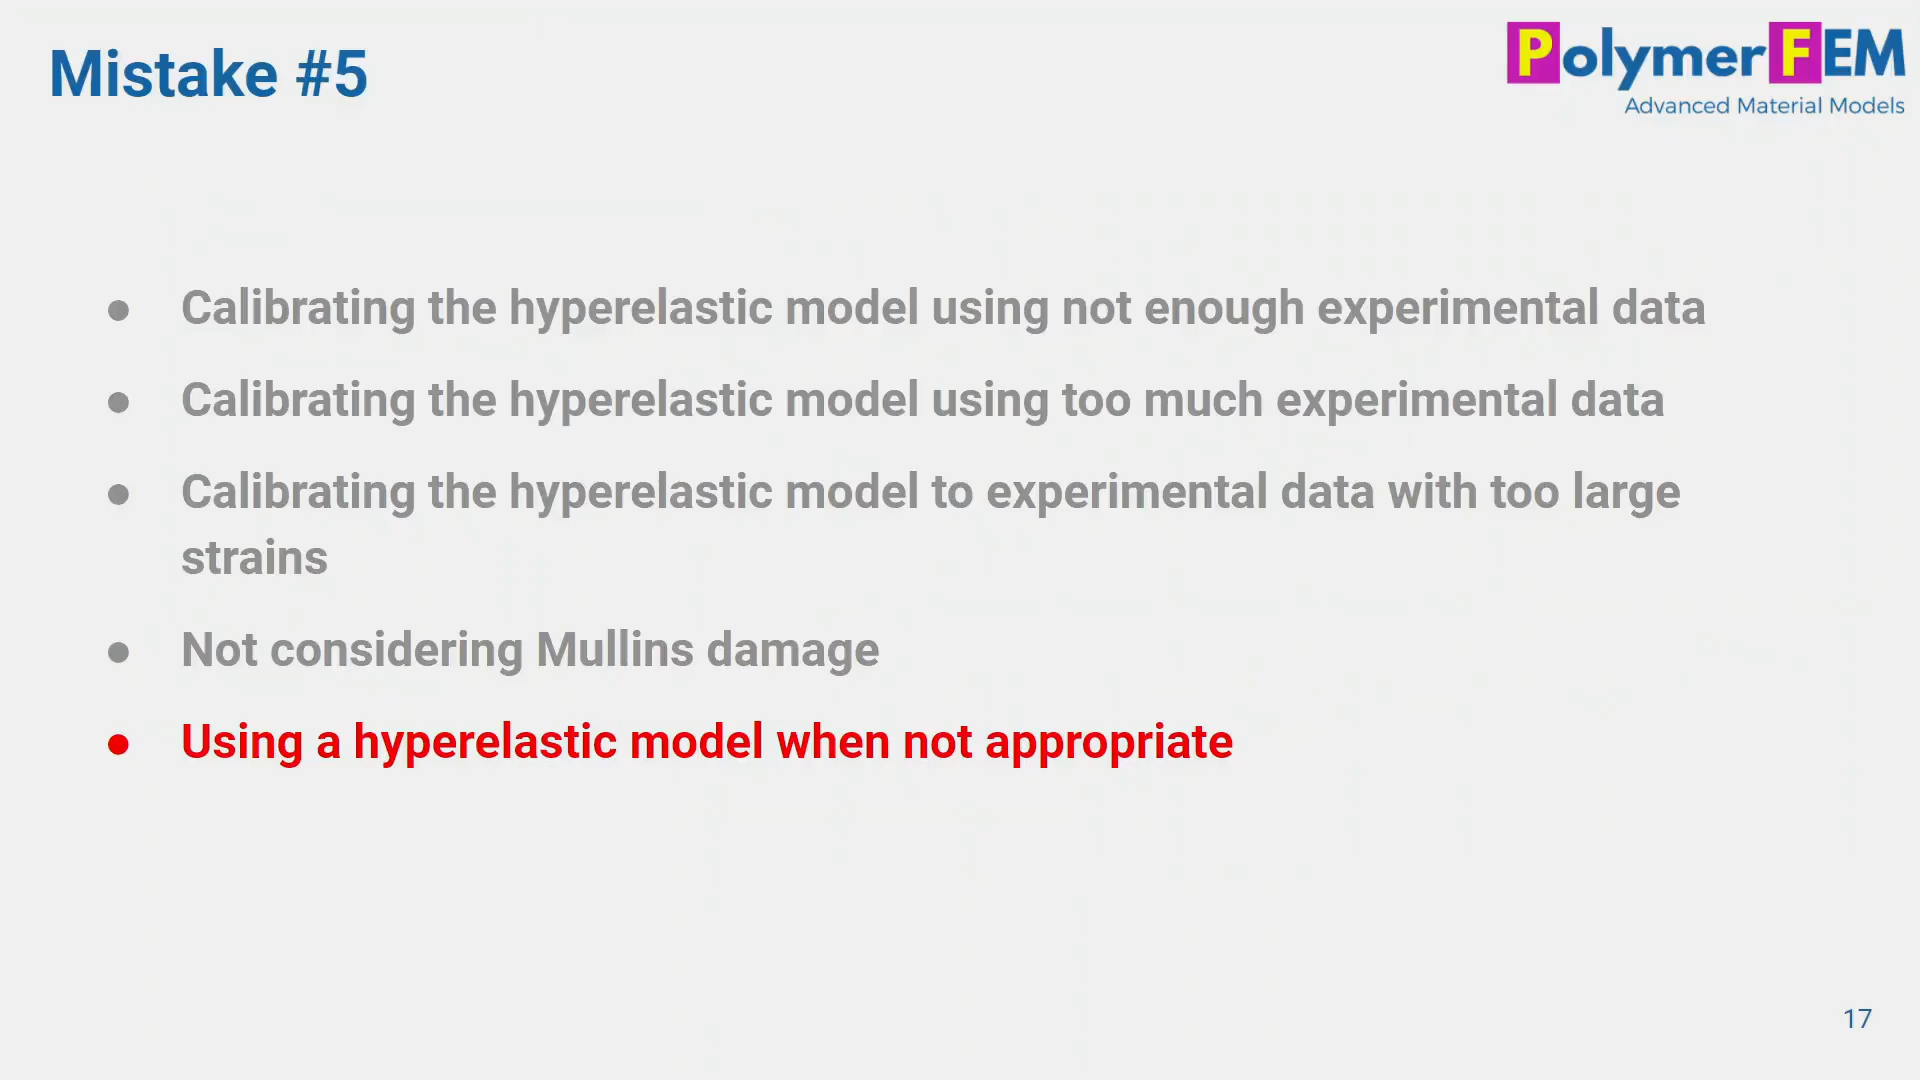 Mistake #5
PolymerFEM
Advanced Material Models
● Calibrating the hyperelastic model using not enough experimental data
● Calibrating the hyperelastic model using too much experimental data
● Calibrating the hyperelastic model to experimental data with too large
strains
● Not considering Mullins damage
● Using a hyperelastic model when not appropriate
17